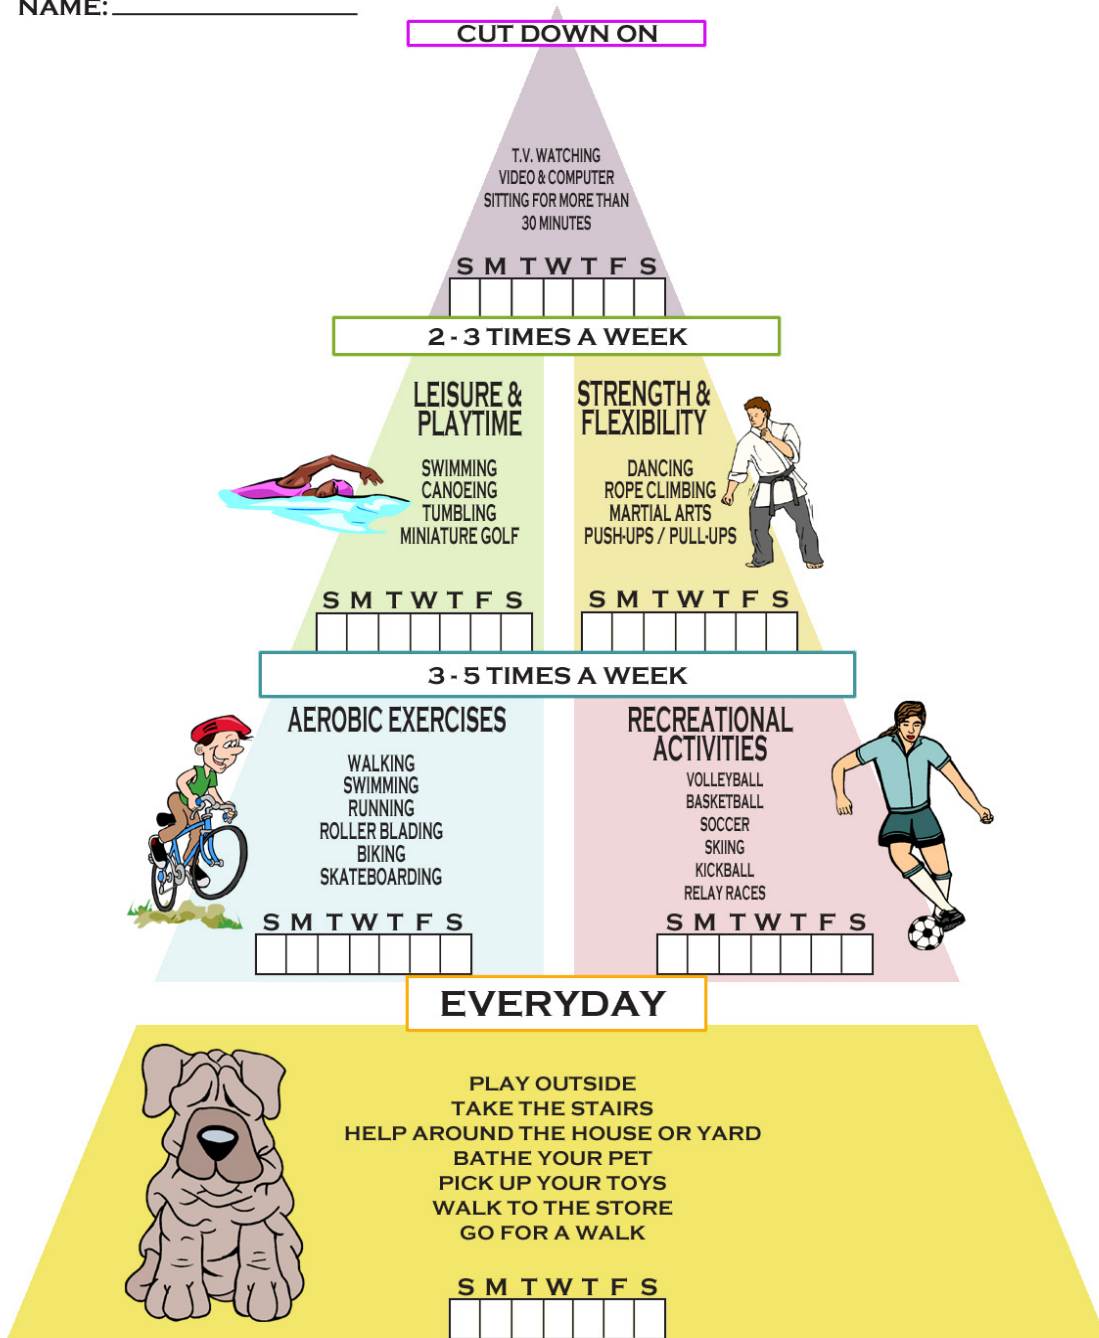 NAME:
CUT DOWN ON
T.V. WATCHING
VIDEO & COMPUTER
SITTING FOR MORE THAN
30 MINUTES
S M T W T F S
2 - 3 TIMES A WEEK
LEISURE &
PLAYTIME
SWIMMING
CANOEING
TUMBLING
MINIATURE GOLF
S M T W T F S
STRENGTH &
FLEXIBILITY
DANCING
ROPE CLIMBING
MARTIAL ARTS
PUSH-UPS / PULL-UPS
S M T W T F S
3 - 5 TIMES A WEEK
AEROBIC EXERCISES
WALKING
SWIMMING
RUNNING
ROLLER BLADING
BIKING
SKATEBOARDING
S M T W T F S
RECREATIONAL
ACTIVITIES
VOLLEYBALL
BASKETBALL
SOCCER
SKIING
KICKBALL
RELAY RACES
S M T W T F S
EVERYDAY
PLAY OUTSIDE
TAKE THE STAIRS
HELP AROUND THE HOUSE OR YARD
BATHE YOUR PET
PICK UP YOUR TOYS
WALK TO THE STORE
GO FOR A WALK
S M T W T F S